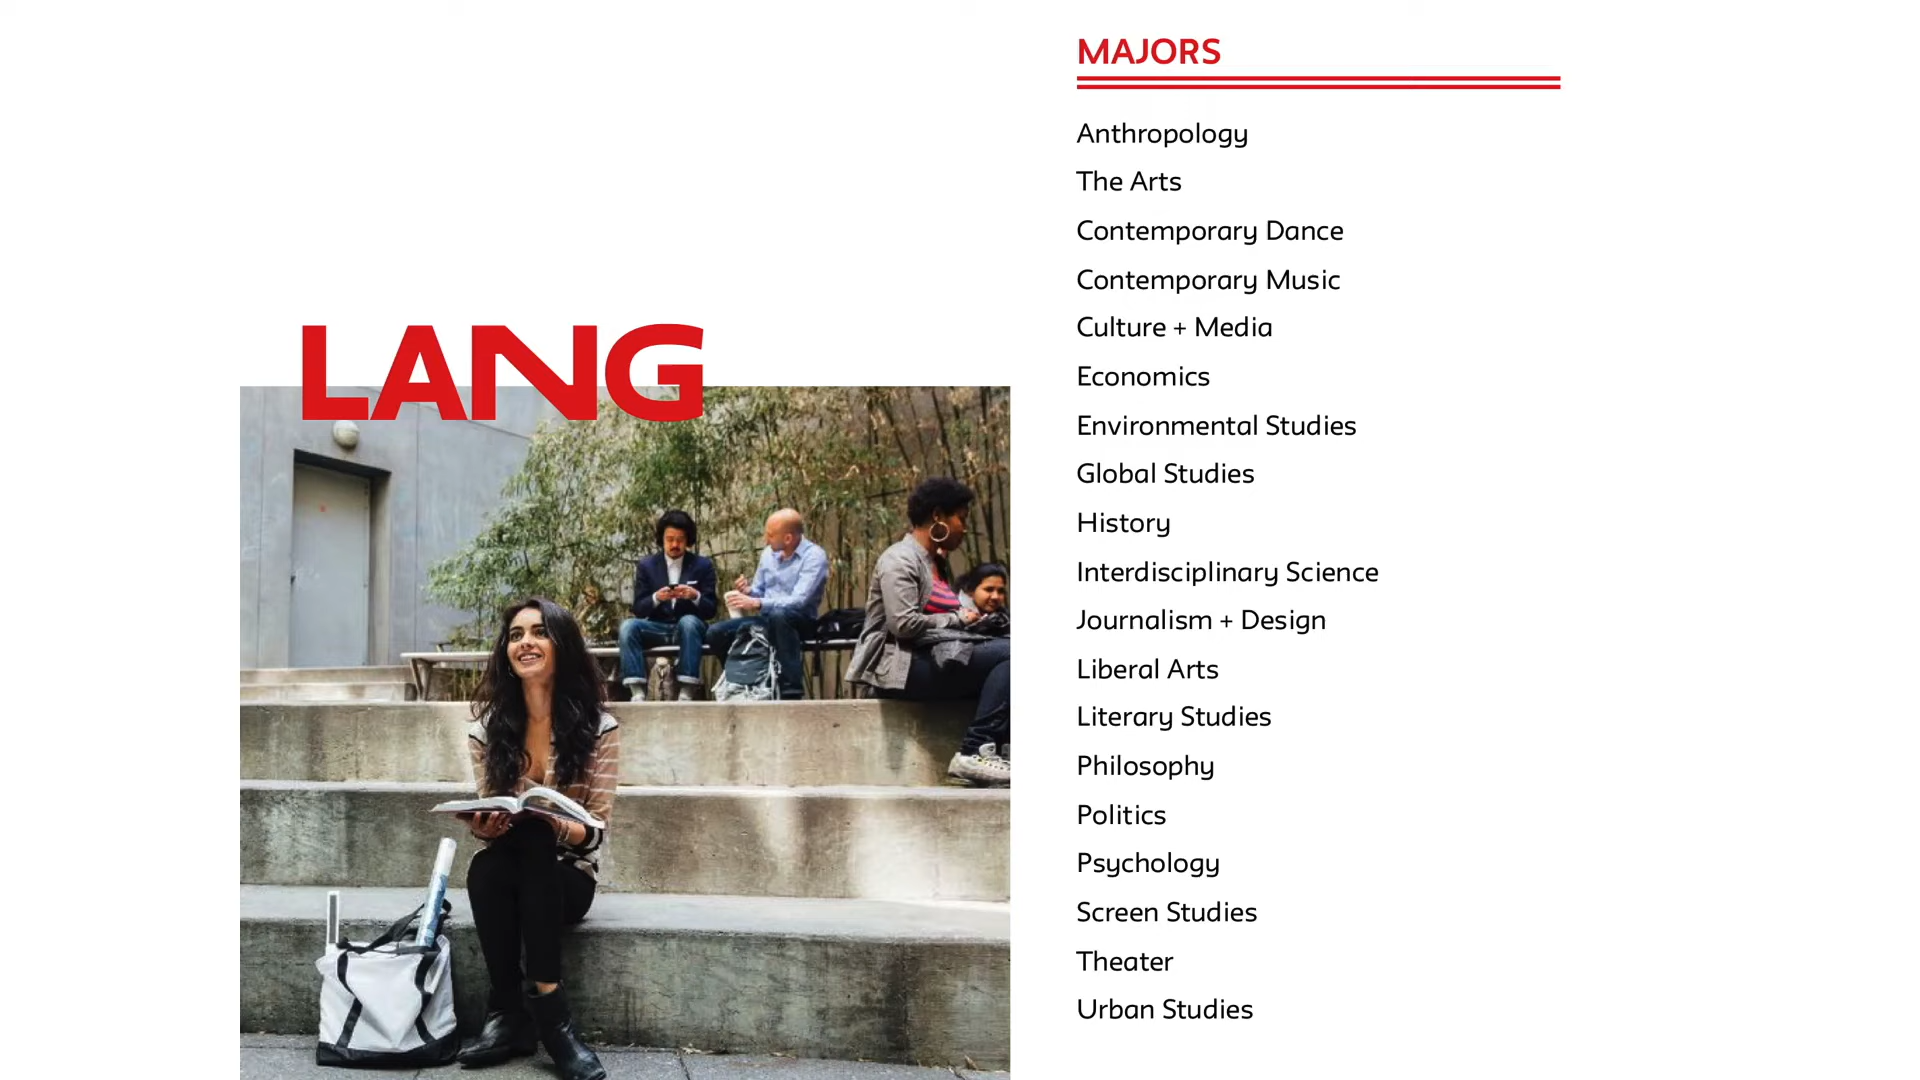 LANG
MAJORS
Anthropology
The Arts
Contemporary Dance
Contemporary Music
Culture + Media
Economics
Environmental Studies
Global Studies
History
Interdisciplinary Science
Journalism + Design
Liberal Arts
Literary Studies
Philosophy
Politics
Psychology
Screen Studies
Theater
Urban Studies